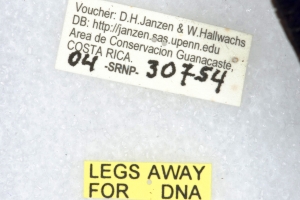 Voucher: D.H.Janzen & W.Hallwachs
DB: http://janzen.sas.upenn.edu
Area de Conservacion Guanacaste,
COSTA RICA.
04 -SRNP- 30754
LEGS AWAY
FOR DNA